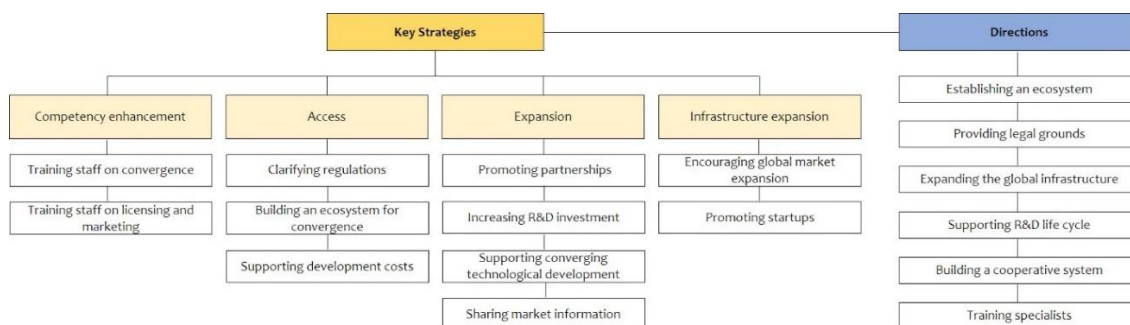 Key Strategies
Directions
Competency enhancement
Training staff on convergence
Training staff on licensing and
marketing
Access
Clarifying regulations
Building an ecosystem for
convergence
Supporting development costs
Expansion
Promoting partnerships
Increasing R&D investment
Supporting converging
technological development
Sharing market information
Infrastructure expansion
Encouraging global market
expansion
Promoting startups
Establishing an ecosystem
Providing legal grounds
Expanding the global infrastructure
Supporting R&D life cycle
Building a cooperative system
Training specialists